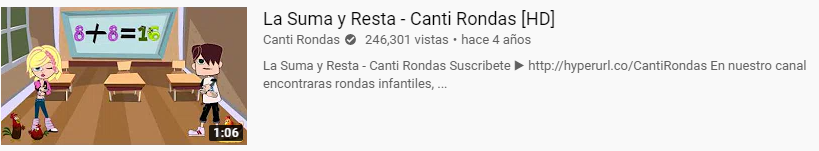 8+8=16
1:06
La Suma y Resta - Canti Rondas [HD]
Canti Rondas 246,301 vistas • hace 4 años
La Suma y Resta - Canti Rondas Suscribete ▶ http://hyperurl.co/CantiRondas En nuestro canal
encontraras rondas infantiles, ...